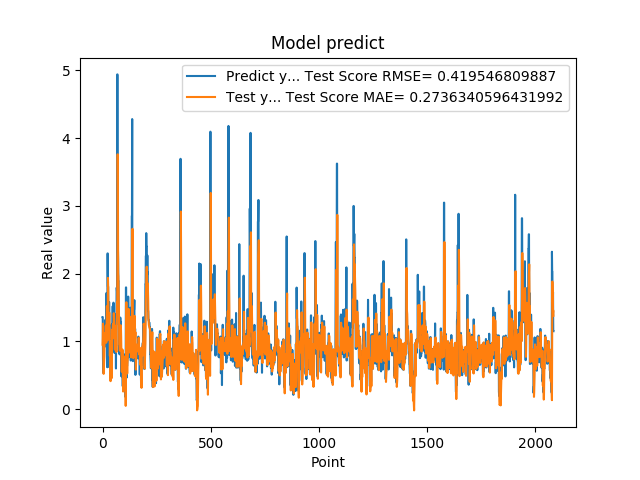 Model predict
Predict y... Test Score RMSE= 0.419546809887
Test y... Test Score MAE= 0.2736340596431992
5
4
3
2
1
0
Real value
0 500 1000 1500 2000
Point